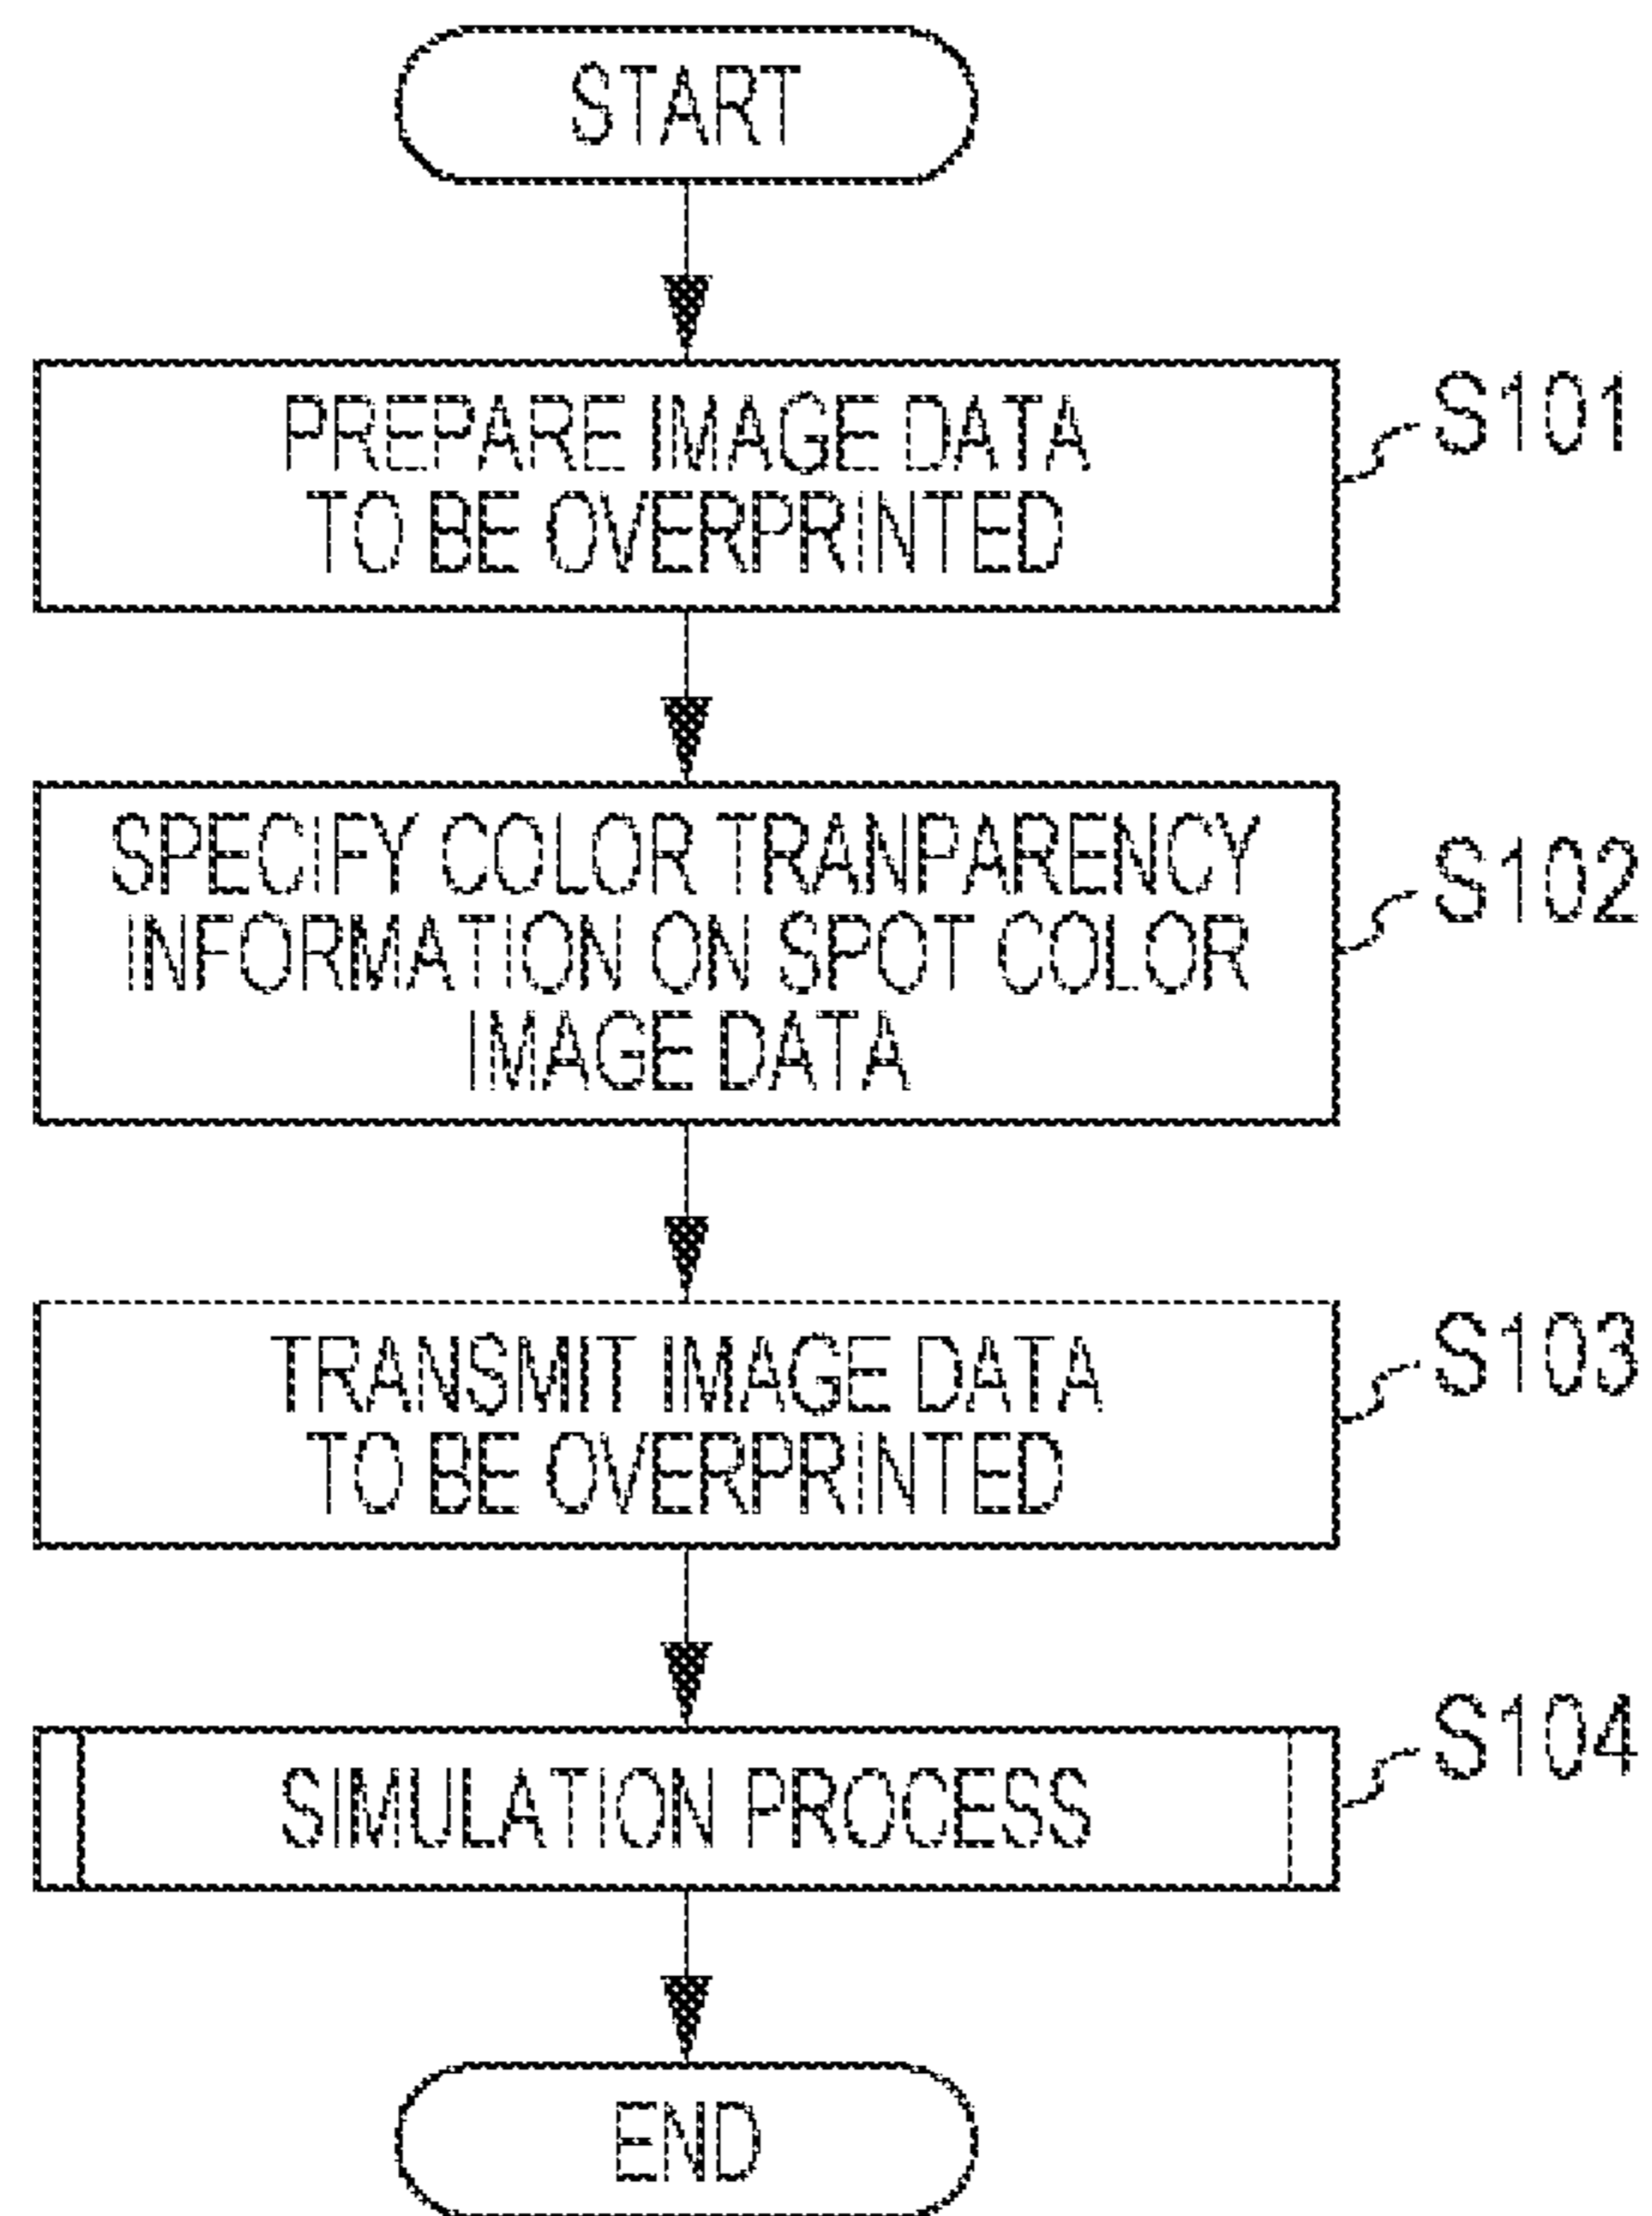 START
PREPARE IMAGE DATA
TO BE OVERPRINTED
S101
SPECIFY COLOR TRANPARENCY
INFORMATION ON SPOT COLOR
IMAGE DATA
S102
TRANSMIT IMAGE DATA
TO BE OVERPRINTED
S103
SIMULATION PROCESS
S104
END